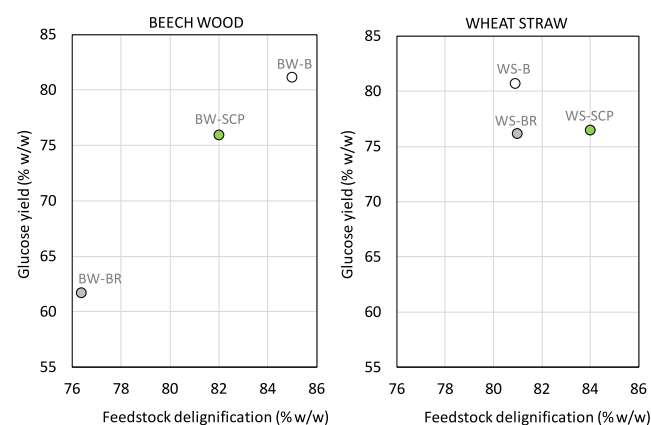 BEECH WOOD
85
80
75
70
65
60
55
Glucose yield (% w/w)
BW-B
BW-SCP
BW-BR
76
78
80
82
84
86
Feedstock delignification (% w/w)
WHEAT STRAW
85
80
75
70
65
60
55
Glucose yield (% w/w)
WS-B
WS-BR
WS-SCP
76
78
80
82
84
86
Feedstock delignification (% w/w)